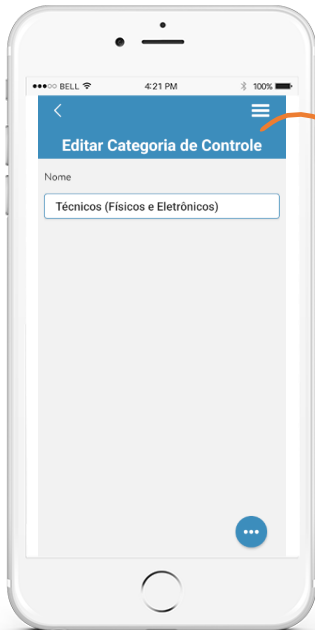 BELL 4:21 PM 100%
Editar Categoria de Controle
Nome
Técnicos (Físicos e Eletrônicos)